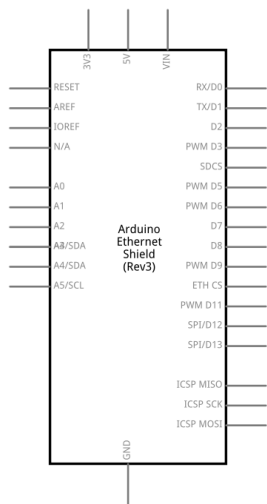 3V3
5V
VIN
RESET
AREF
IOREF
N/A
A0
A1
A2
A4/SDA
A5/SCL
RX/D0
TX/D1
D2
PWM D3
SDCS
PWM D5
PWM D6
D7
D8
PWM D9
ETH CS
PWM D11
SPI/D12
SPI/D13
ICSP MISO
ICSP SCK
ICSP MOSI
Arduino
Ethernet
Shield
(Rev3)
GND